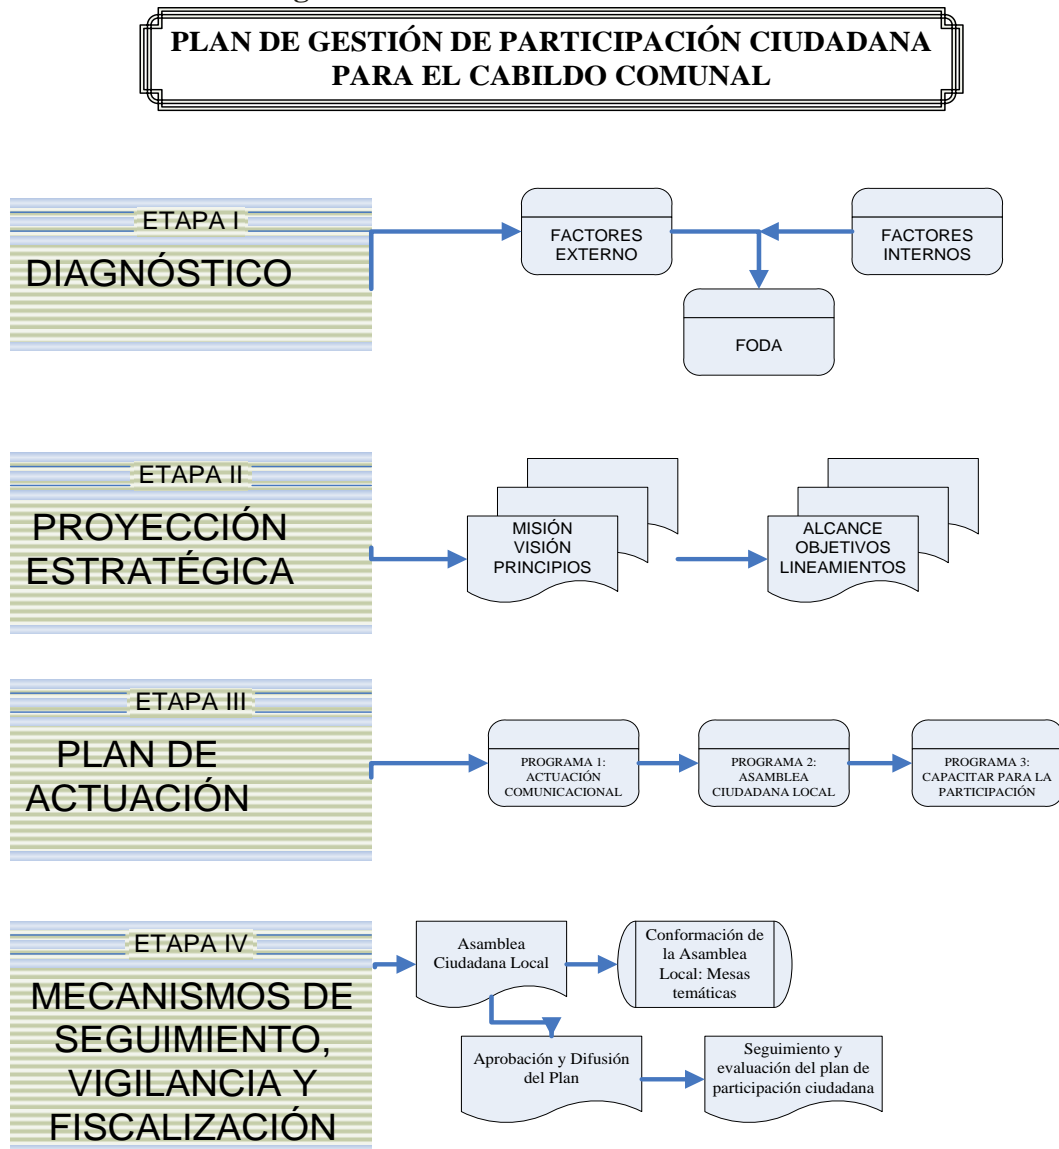 PLAN DE GESTIÓN DE PARTICIPACIÓN CIUDADANA
PARA EL CABILDO COMUNAL
ETAPA I
DIAGNÓSTICO
FACTORES
EXTERNO
FACTORES
INTERNOS
FODA
ETAPA II
PROYECCIÓN
ESTRATÉGICA
MISIÓN
VISIÓN
PRINCIPIOS
ALCANCE
OBJETIVOS
LINEAMIENTOS
ETAPA III
PLAN DE
ACTUACIÓN
PROGRAMA 1:
ACTUACIÓN
COMUNICACIONAL
PROGRAMA 2:
ASAMBLEA
CIUDADANA LOCAL
PROGRAMA 3:
CAPACITAR PARA LA
PARTICIPACIÓN
ETAPA IV
MECANISMOS DE
SEGUIMIENTO,
VIGILANCIA Y
FISCALIZACIÓN
Asamblea
Ciudadana Local
Conformación de
la Asamblea
Local: Mesas
temáticas
Aprobación y Difusión
del Plan
Seguimiento y
evaluación del plan de
participación ciudadana